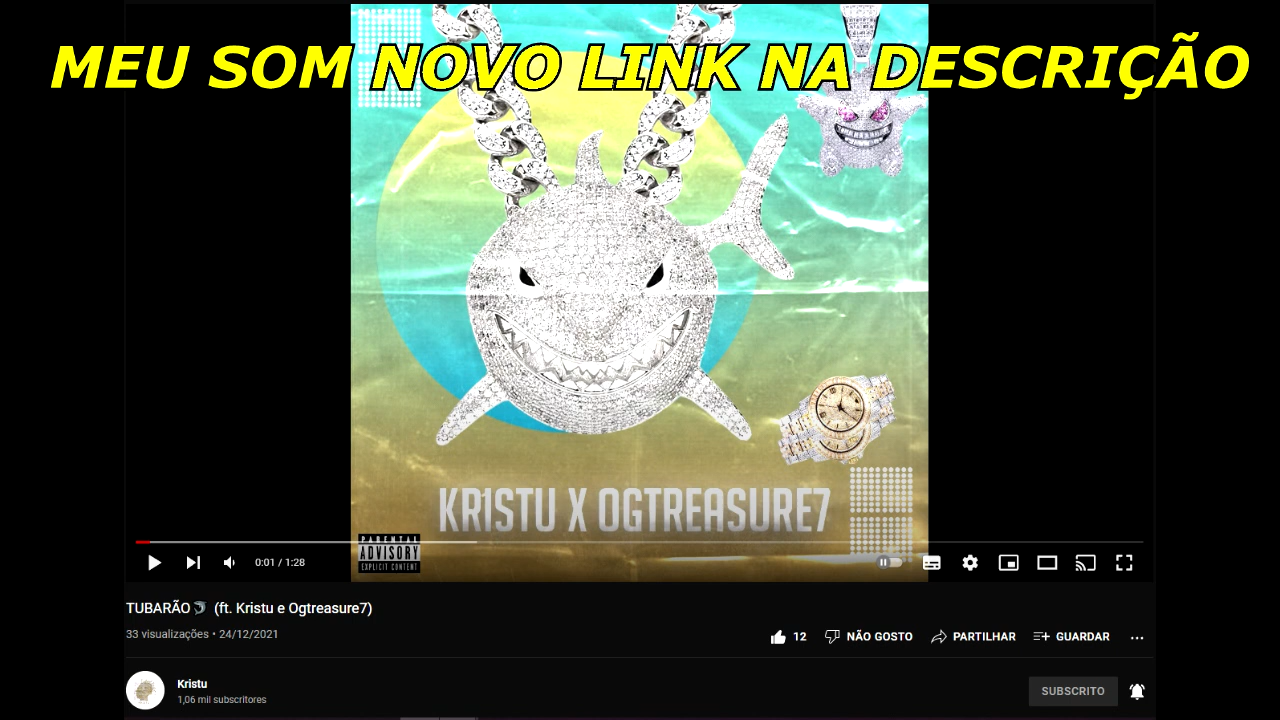 MEU SOM NOVO LINK NA DESCRIÇÃO
KR1STU X OGTREASURE7
PARENTAL
ADVISORY
EXPLICIT CONTENT
0:01 / 1:28
TUBARÃO (ft. Kristu e Ogtreasure7)
33 visualizações • 24/12/2021
12 NÃO GOSTO PARTILHAR GUARDAR
Kristu
1,06 mil subscritores
SUBSCRITO